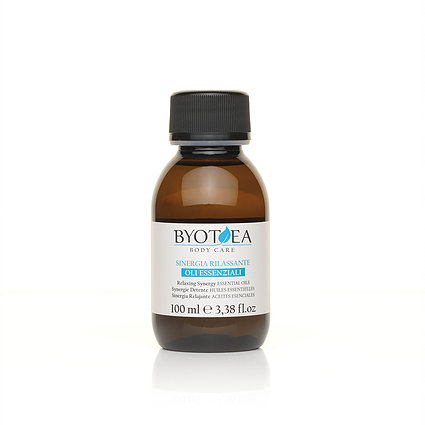 BYOTEA
BODY CARE
SINERGIA RILASSANTE
OLI ESSENZIALI
Relaxing Synergy ESSENTIAL OILS
Synergie Détente HUILES ESSENTIELLES
Sinergia Relajante ACEITES ESENCIALES
100 ml ℮ 3,38 fl.oz